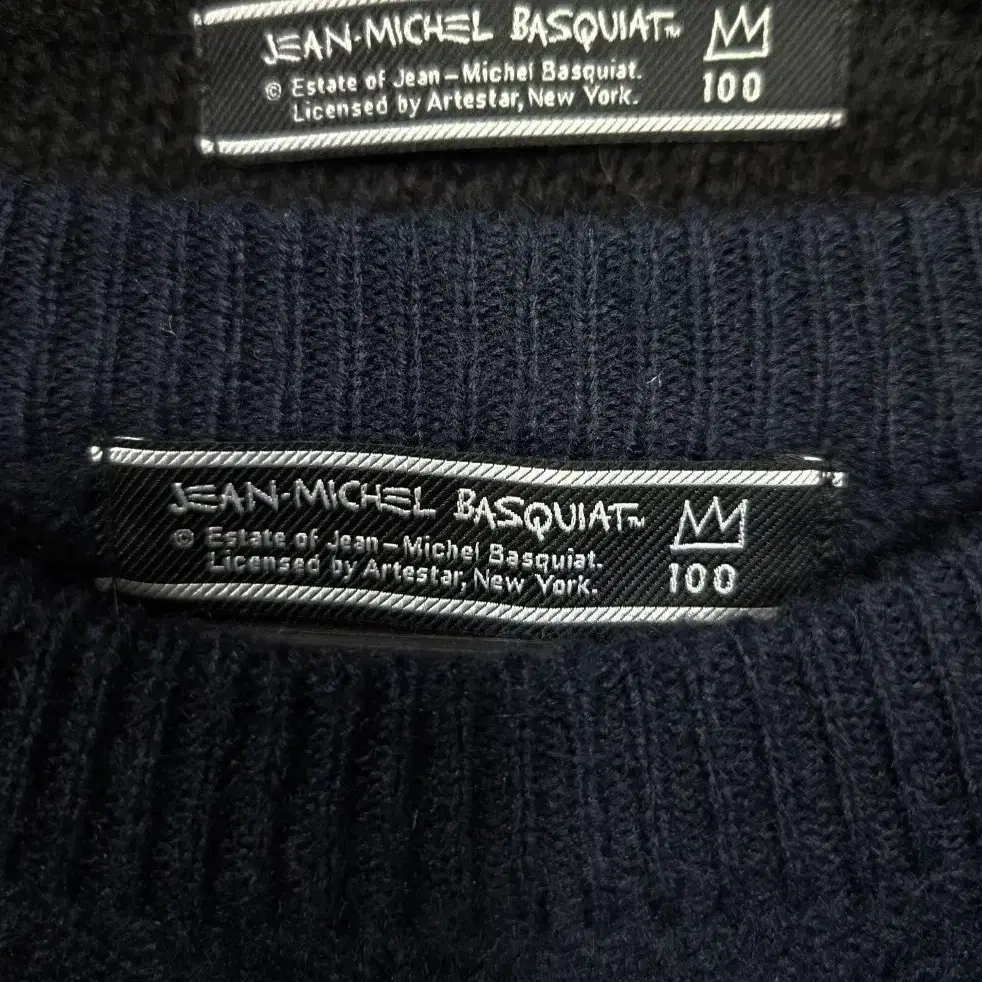 JEAN-MICHEL BASQUIAT™
© Estate of Jean-Michel Basquiat.
Licensed by Artestar, New York.
100
JEAN-MICHEL BASQUIAT™
© Estate of Jean-Michel Basquiat.
Licensed by Artestar, New York.
100